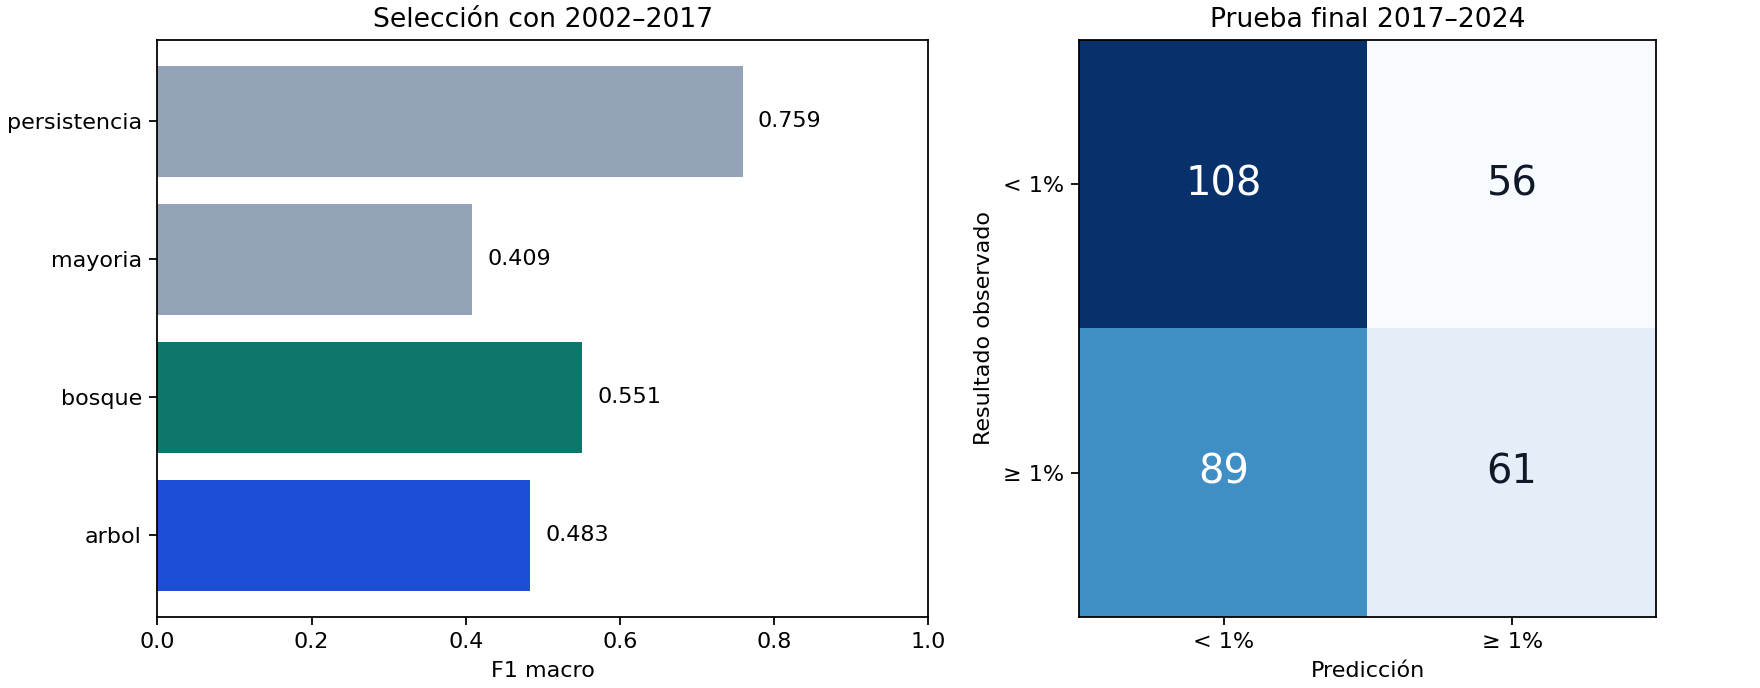 Selección con 2002–2017
persistencia
0.759
mayoria
0.409
bosque
0.551
arbol
0.483
0.0 0.2 0.4 0.6 0.8 1.0
F1 macro
Prueba final 2017–2024
Resultado observado
< 1%
108 56
≥ 1%
89 61
< 1% ≥ 1%
Predicción